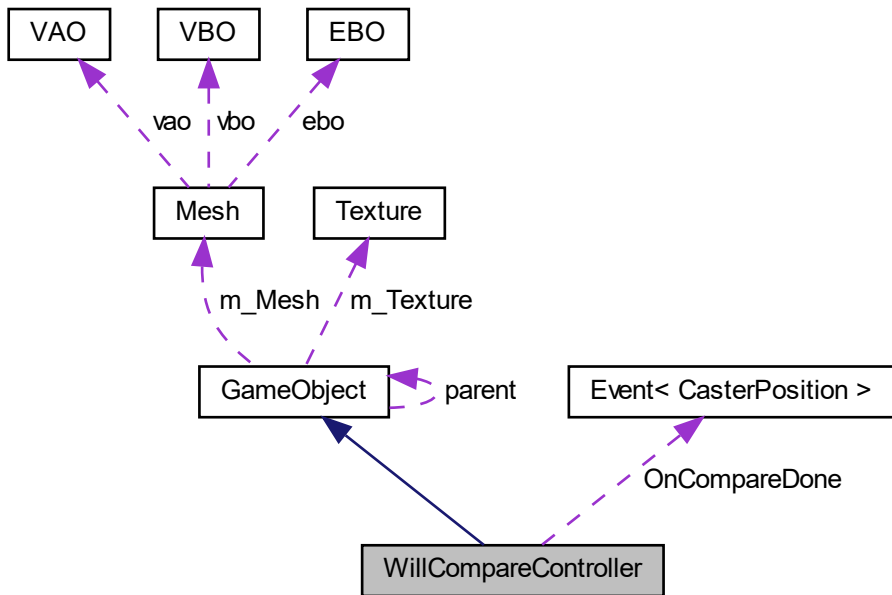 VAO VBO EBO
vao vbo ebo
Mesh Texture
m_Mesh m_Texture
GameObject parent Event< CasterPosition >
OnCompareDone
WillCompareController